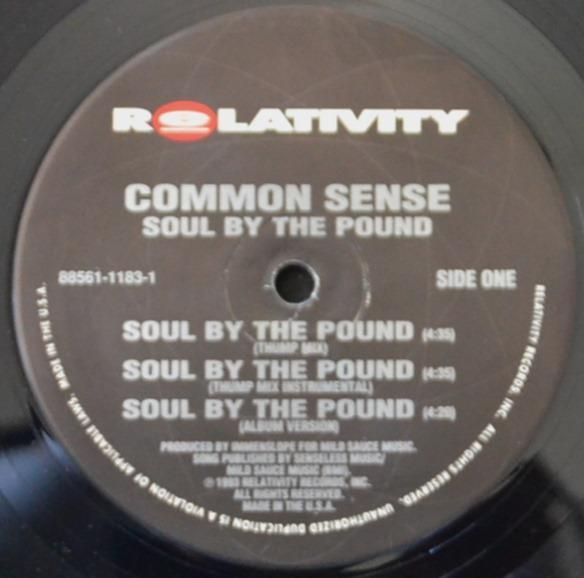 RELATIVITY
COMMON SENSE
SOUL BY THE POUND
88561-1183-1
SIDE ONE
SOUL BY THE POUND (4:35)
(THUMP MIX)
SOUL BY THE POUND (4:35)
(THUMP MIX INSTRUMENTAL)
SOUL BY THE POUND (4:28)
(ALBUM VERSION)
PRODUCED BY IMMENSLOPE FOR MILD SAUCE MUSIC.
SONG PUBLISHED BY SENSELESS MUSIC/
MILD SAUCE MUSIC (BMI).
℗ 1993 RELATIVITY RECORDS, INC.
ALL RIGHTS RESERVED.
MADE IN U.S.A.
RELATIVITY RECORDS, INC. ALL RIGHTS RESERVED. UNAUTHORIZED DUPLICATION IS A VIOLATION OF APPLICABLE LAWS. MADE IN THE U.S.A.